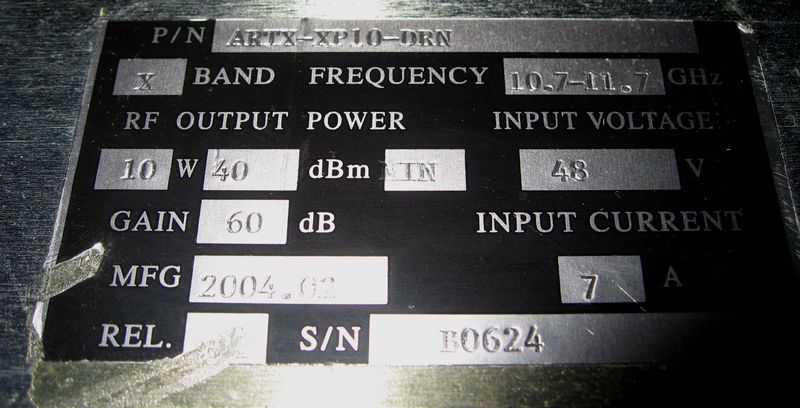 P/N ARTX-XP10-DRN
X BAND FREQUENCY 10.7-11.7 GHz
RF OUTPUT POWER INPUT VOLTAGE
10 W 40 dBm MIN 48 V
GAIN 60 dB INPUT CURRENT
MFG 2004.02 7 A
REL. S/N B0624